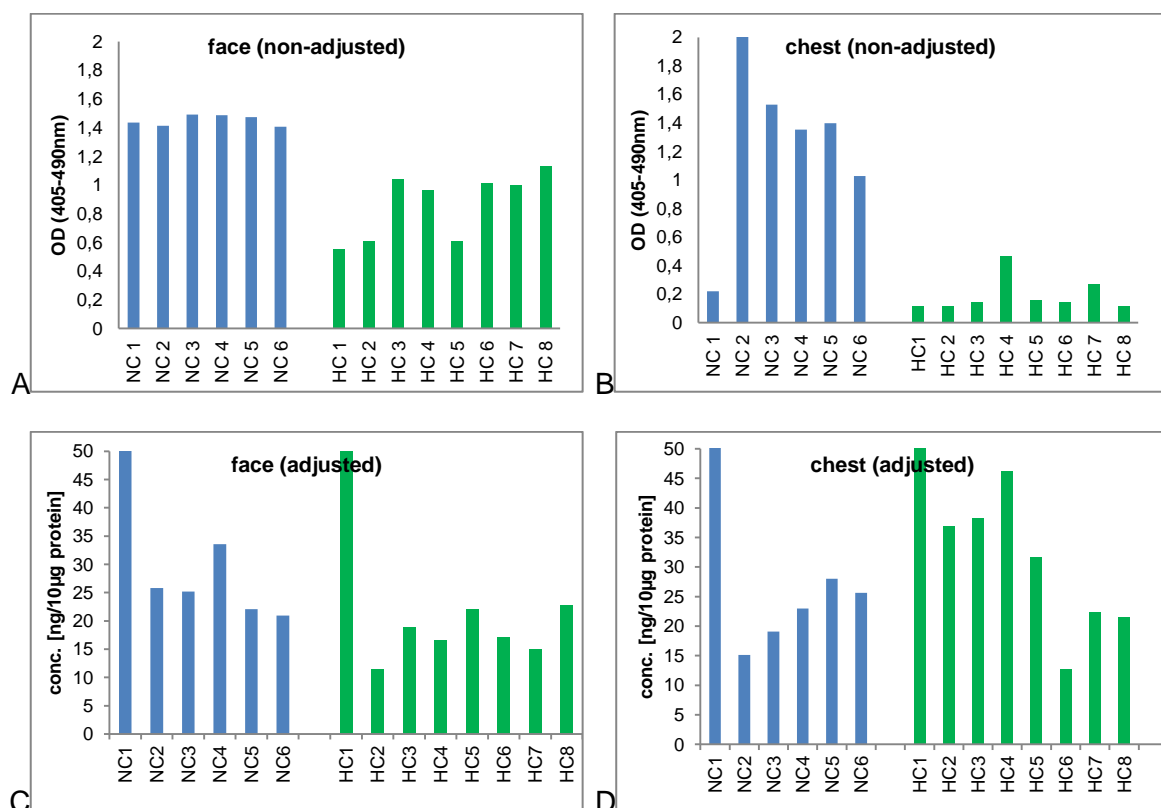 face (non-adjusted)
OD (405-490nm)
2
1,8
1,6
1,4
1,2
1
0,8
0,6
0,4
0,2
0
NC 1 NC 2 NC 3 NC 4 NC 5 NC 6 HC 1 HC 2 HC 3 HC 4 HC 5 HC 6 HC 7 HC 8
A
chest (non-adjusted)
OD (405-490nm)
2
1,8
1,6
1,4
1,2
1
0,8
0,6
0,4
0,2
0
NC 1 NC 2 NC 3 NC 4 NC 5 NC 6 HC1 HC 2 HC 3 HC 4 HC 5 HC 6 HC 7 HC 8
B
face (adjusted)
conc. [ng/10µg protein]
50
45
40
35
30
25
20
15
10
5
0
NC1 NC2 NC3 NC4 NC5 NC6 HC1 HC2 HC3 HC4 HC5 HC6 HC7 HC8
C
chest (adjusted)
conc. [ng/10µg protein]
50
45
40
35
30
25
20
15
10
5
0
NC1 NC2 NC3 NC4 NC5 NC6 HC1 HC2 HC3 HC4 HC5 HC6 HC7 HC8
D